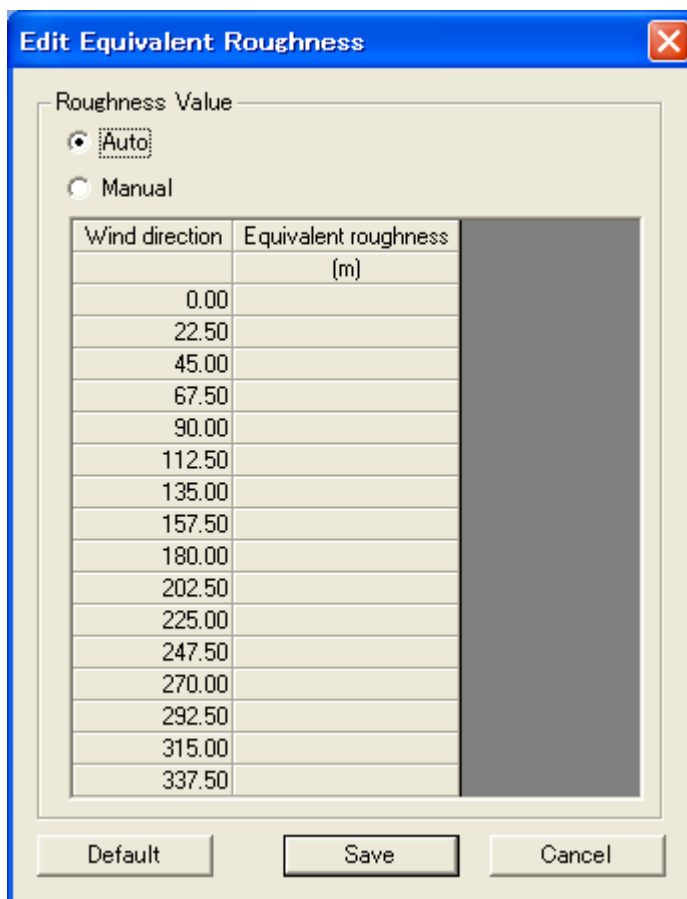 Edit Equivalent Roughness
Roughness Value
Auto
Manual
Wind direction Equivalent roughness
(m)
0.00
22.50
45.00
67.50
90.00
112.50
135.00
157.50
180.00
202.50
225.00
247.50
270.00
292.50
315.00
337.50
Default Save Cancel